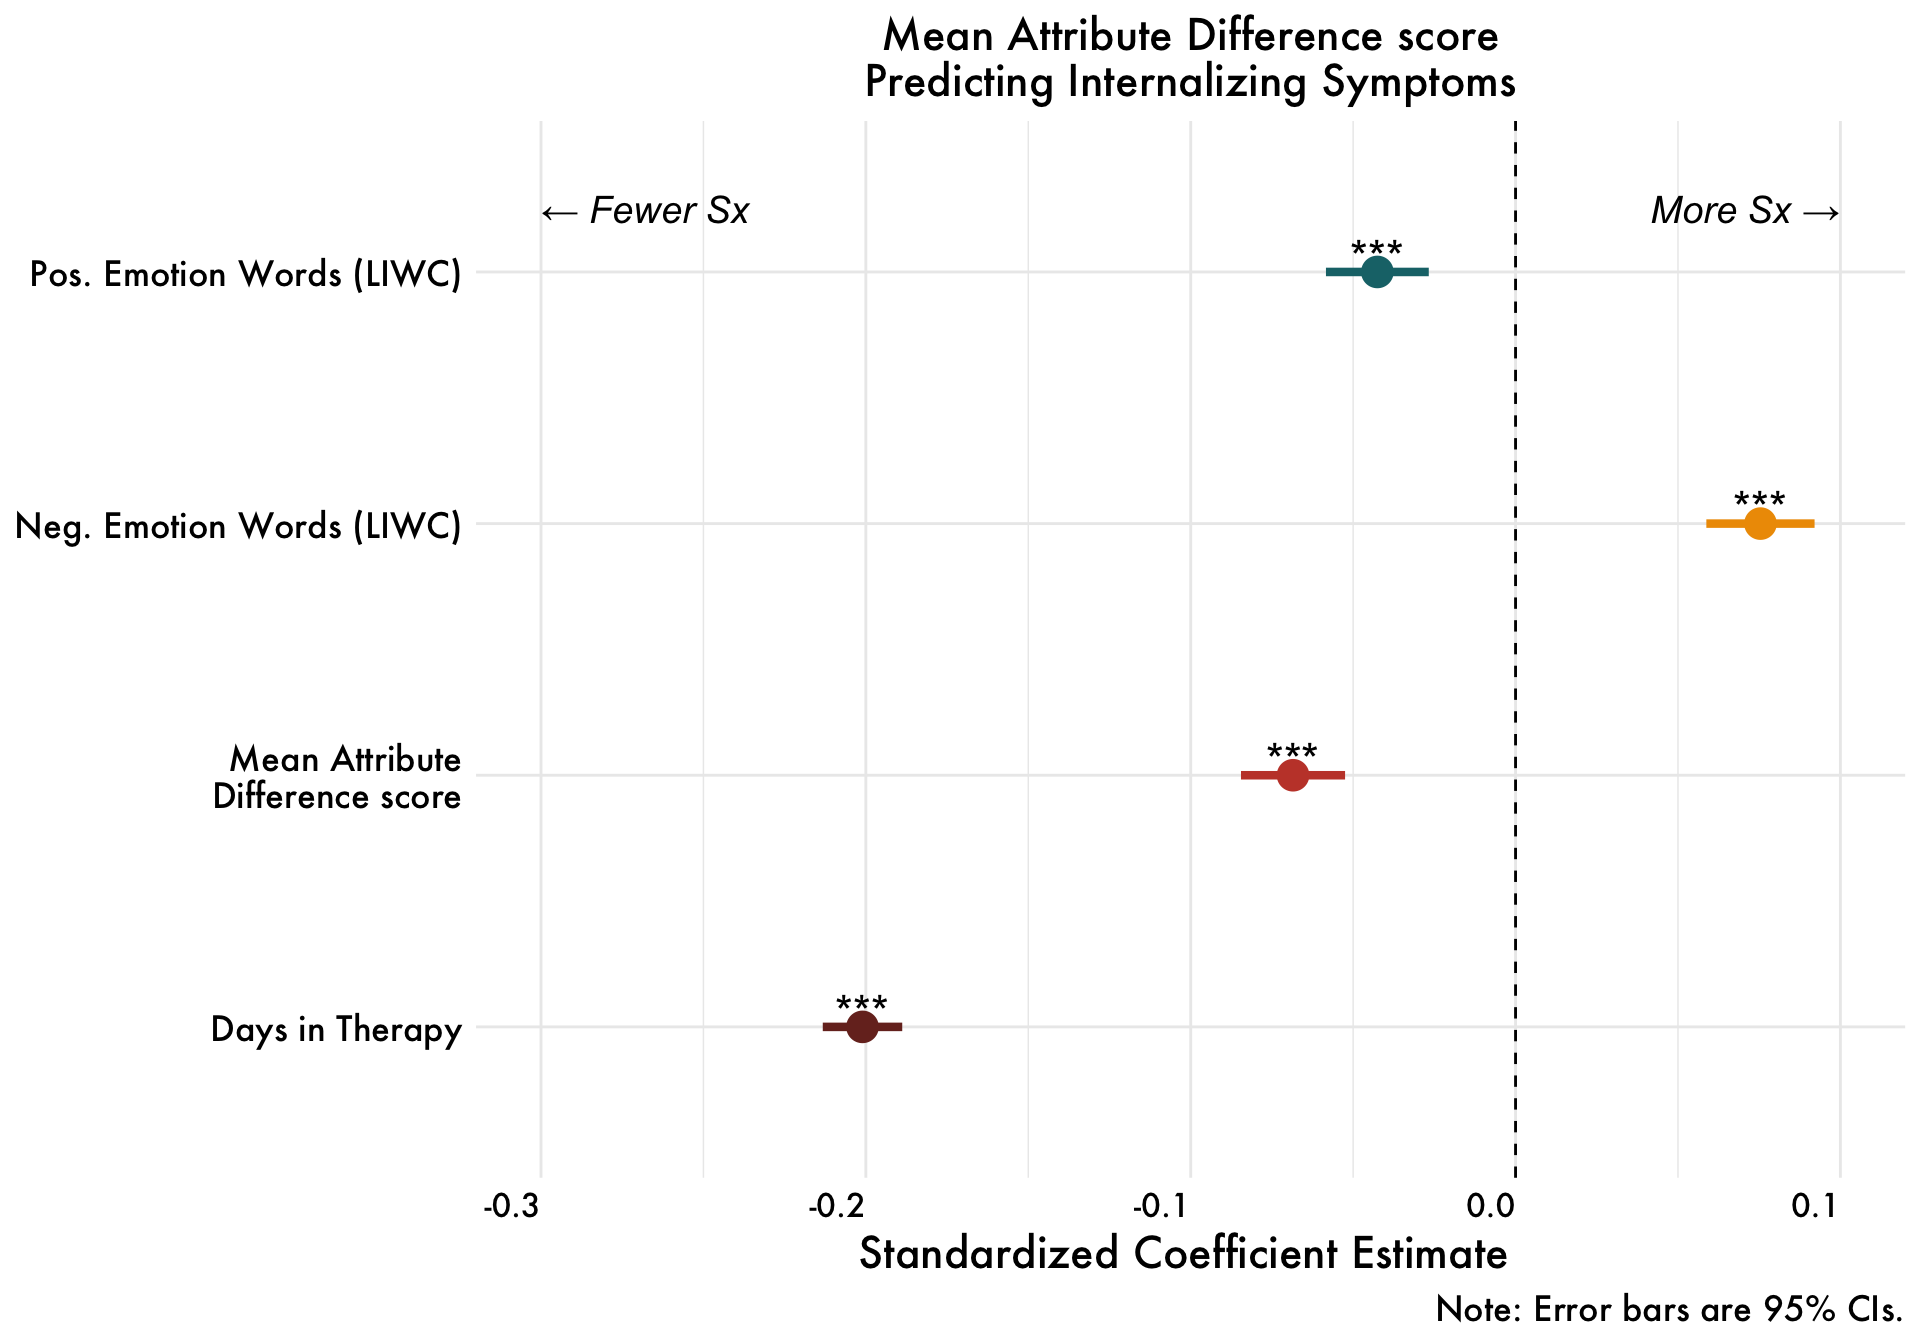 Mean Attribute Difference score
Predicting Internalizing Symptoms
← Fewer Sx
More Sx →
***
Pos. Emotion Words (LIWC)
***
Neg. Emotion Words (LIWC)
***
Mean Attribute
Difference score
***
Days in Therapy
-0.3 -0.2 -0.1 0.0 0.1
Standardized Coefficient Estimate
Note: Error bars are 95% CIs.